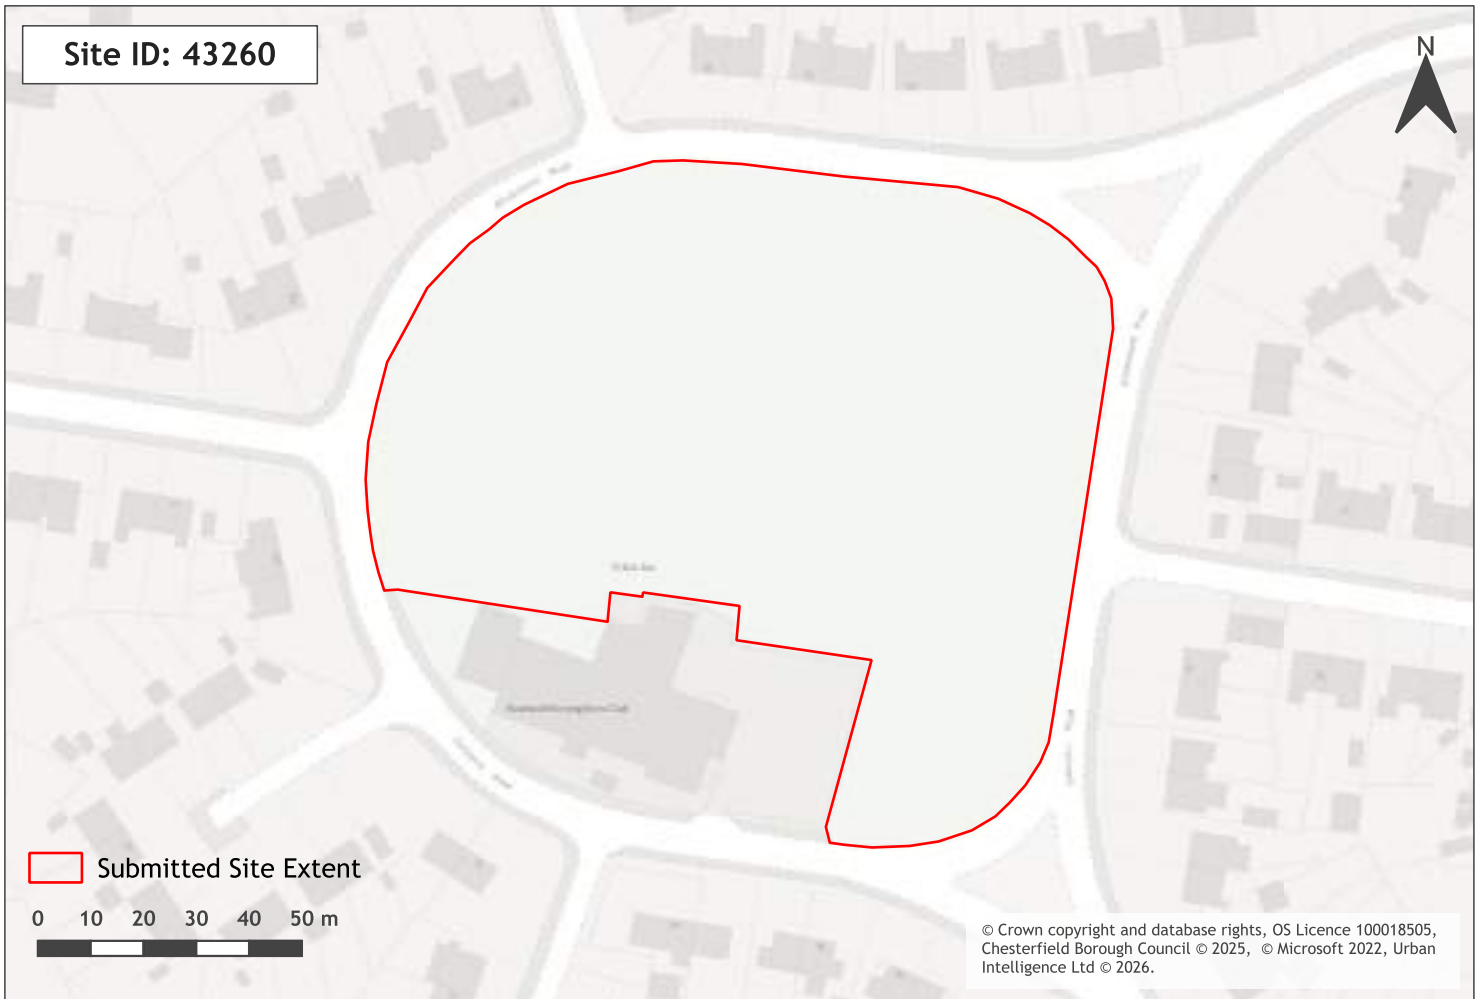 Site ID: 43260
N
Submitted Site Extent
0 10 20 30 40 50 m
© Crown copyright and database rights, OS Licence 100018505,
Chesterfield Borough Council © 2025, © Microsoft 2022, Urban
Intelligence Ltd © 2026.